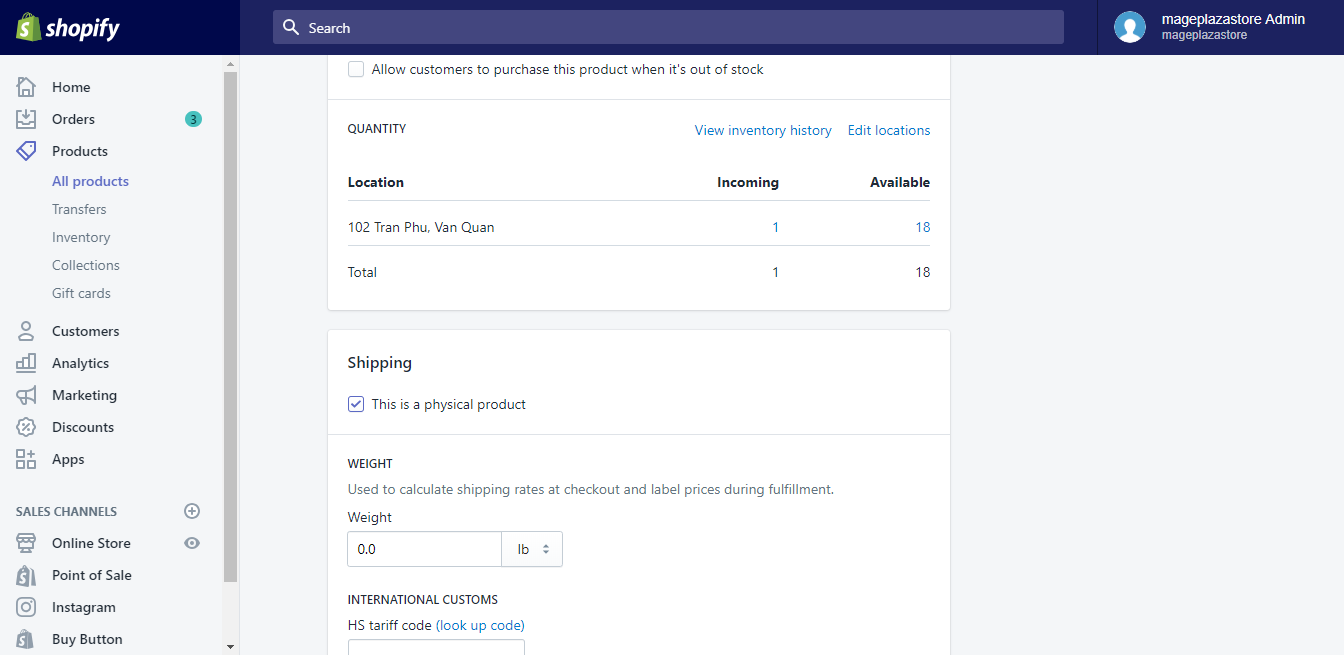 shopify
Search
mageplazastore Admin
mageplazastore
Home
Orders 3
Products
All products
Transfers
Inventory
Collections
Gift cards
Customers
Analytics
Marketing
Discounts
Apps
SALES CHANNELS
Online Store
Point of Sale
Instagram
Buy Button
Allow customers to purchase this product when it's out of stock
QUANTITY View inventory history Edit locations
Location Incoming Available
102 Tran Phu, Van Quan 1 18
Total 1 18
Shipping
This is a physical product
WEIGHT
Used to calculate shipping rates at checkout and label prices during fulfillment.
Weight
0.0 lb
INTERNATIONAL CUSTOMS
HS tariff code (look up code)